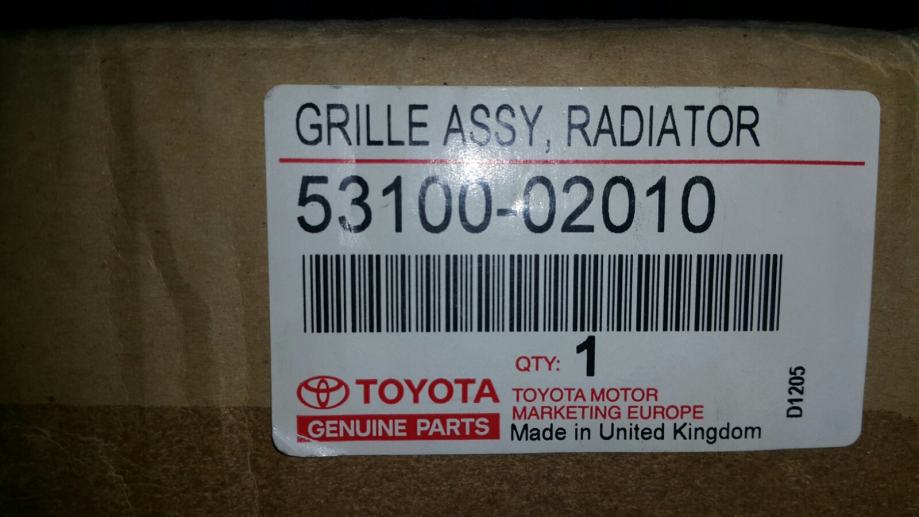 GRILLE ASSY, RADIATOR
53100-02010
QTY: 1
TOYOTA
GENUINE PARTS
TOYOTA MOTOR
MARKETING EUROPE
Made in United Kingdom
D1205